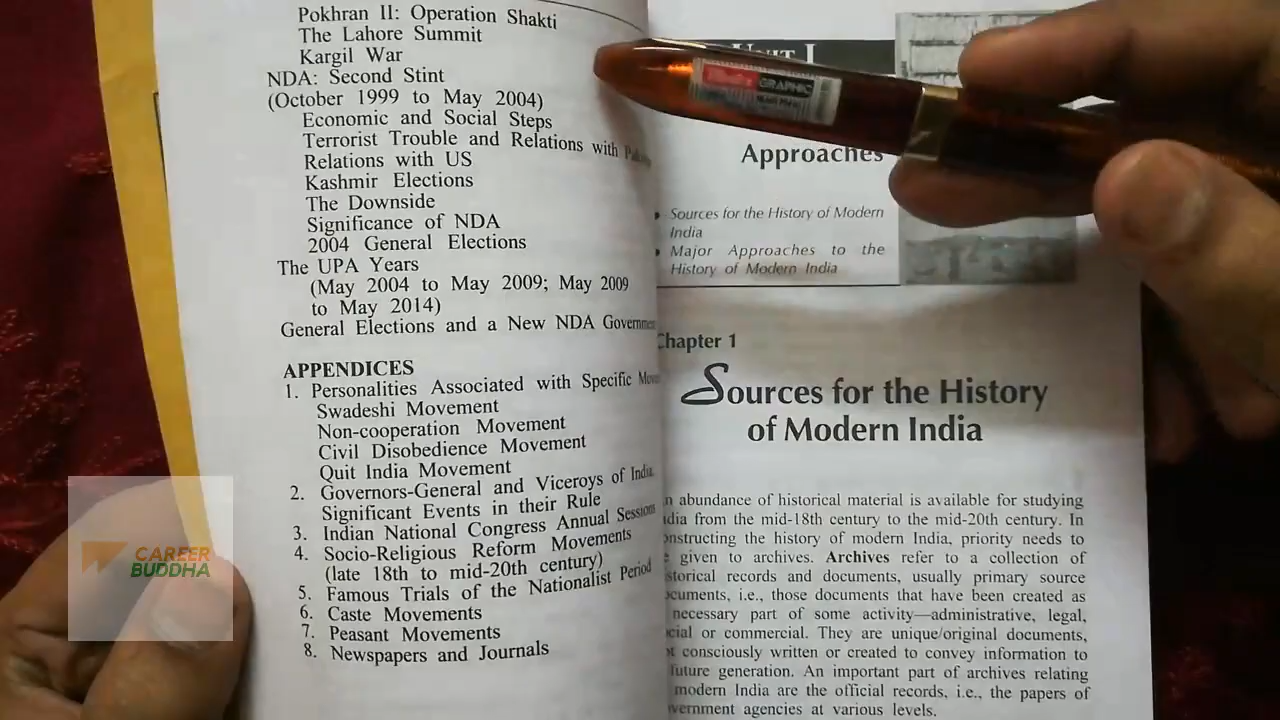 Pokhran II: Operation Shakti
The Lahore Summit
Kargil War
NDA: Second Stint
(October 1999 to May 2004)
Economic and Social Steps
Terrorist Trouble and Relations with
Relations with US
Kashmir Elections
The Downside
Significance of NDA
2004 General Elections
The UPA Years
(May 2004 to May 2009; May 2009
to May 2014)
General Elections and a New NDA Governme
APPENDICES
1. Personalities Associated with Specific
Swadeshi Movement
Non-cooperation Movement
Civil Disobedience Movement
Quit India Movement
2. Governors-General and Viceroys of India
Significant Events in their Rule
3. Indian National Congress Annual Sessions
4. Socio-Religious Reform Movements
(late 18th to mid-20th century)
5. Famous Trials of the Nationalist Period
6. Caste Movements
7. Peasant Movements
8. Newspapers and Journals
UNIT I
Approaches
• Sources for the History of Modern
India
• Major Approaches to the
History of Modern India
Chapter 1
Sources for the History
of Modern India
n abundance of historical material is available for studying
dia from the mid-18th century to the mid-20th century. In
onstructing the history of modern India, priority needs to
e given to archives. Archives refer to a collection of
storical records and documents, usually primary source
ocuments, i.e., those documents that have been created as
necessary part of some activity—administrative, legal,
cial or commercial. They are unique/original documents,
t consciously written or created to convey information to
future generation. An important part of archives relating
modern India are the official records, i.e., the papers of
vernment agencies at various levels.
GRAPHIC
CAREER
BUDDHA